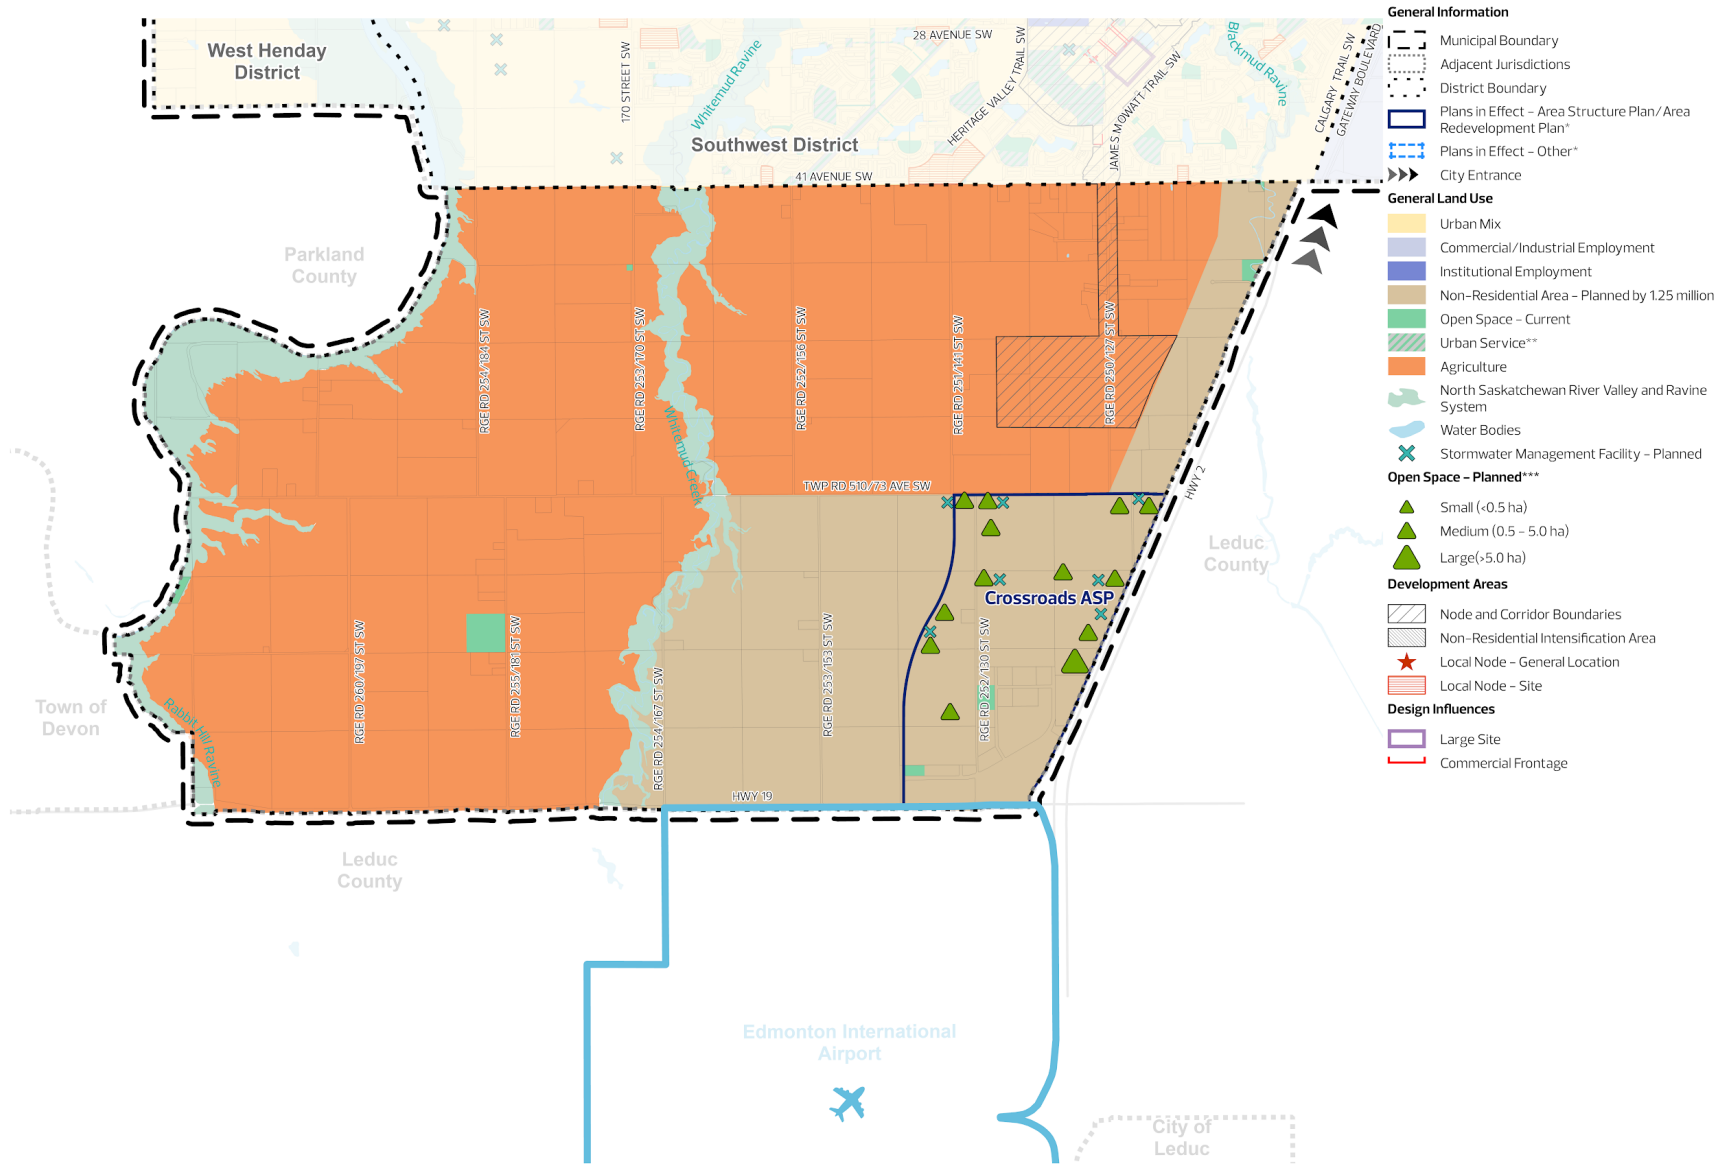 West Henday
District
170 STREET SW
Whitemud Ravine
28 AVENUE SW
HERITAGE VALLEY TRAIL SW
JAMES MOWATT TRAIL SW
Blackmud Ravine
CALGARY TRAIL SW
GATEWAY BOULEVARD
Southwest District
41 AVENUE SW
Parkland
County
RGE RD 254/184 ST SW
RGE RD 253/170 ST SW
RGE RD 252/156 ST SW
RGE RD 251/141 ST SW
RGE RD 250/127 ST SW
Whitemud Creek
TWP RD 510/73 AVE SW
HWY 2
Leduc
County
Crossroads ASP
RGE RD 260/197 ST SW
RGE RD 255/181 ST SW
RGE RD 254/167 ST SW
RGE RD 253/153 ST SW
RGE RD 252/130 ST SW
Town of
Devon
Rabbit Hill Ravine
HWY 19
Leduc
County
Edmonton International
Airport
City of
Leduc
General Information
Municipal Boundary
Adjacent Jurisdictions
District Boundary
Plans in Effect – Area Structure Plan/Area
Redevelopment Plan*
Plans in Effect – Other*
City Entrance
General Land Use
Urban Mix
Commercial/Industrial Employment
Institutional Employment
Non-Residential Area – Planned by 1.25 million
Open Space – Current
Urban Service**
Agriculture
North Saskatchewan River Valley and Ravine
System
Water Bodies
Stormwater Management Facility – Planned
Open Space – Planned***
Small (<0.5 ha)
Medium (0.5 – 5.0 ha)
Large(>5.0 ha)
Development Areas
Node and Corridor Boundaries
Non-Residential Intensification Area
Local Node – General Location
Local Node – Site
Design Influences
Large Site
Commercial Frontage